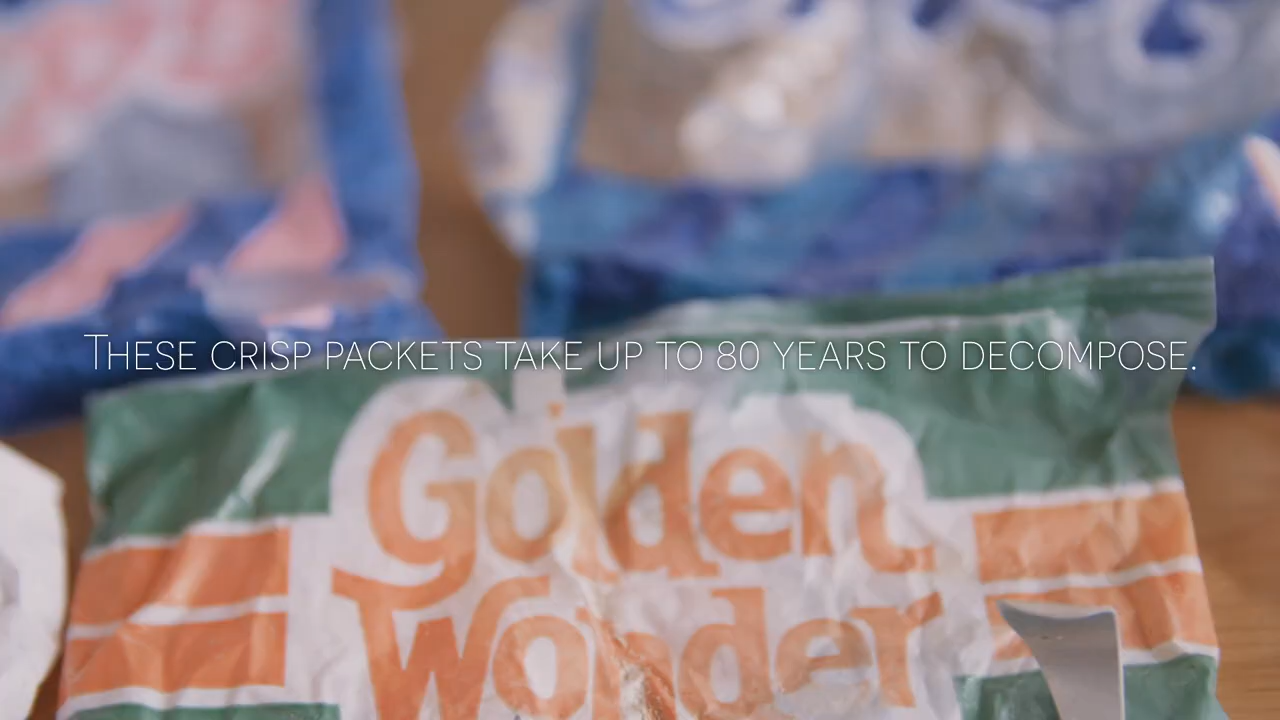 THESE CRISP PACKETS TAKE UP TO 80 YEARS TO DECOMPOSE.
Golden
Wonder